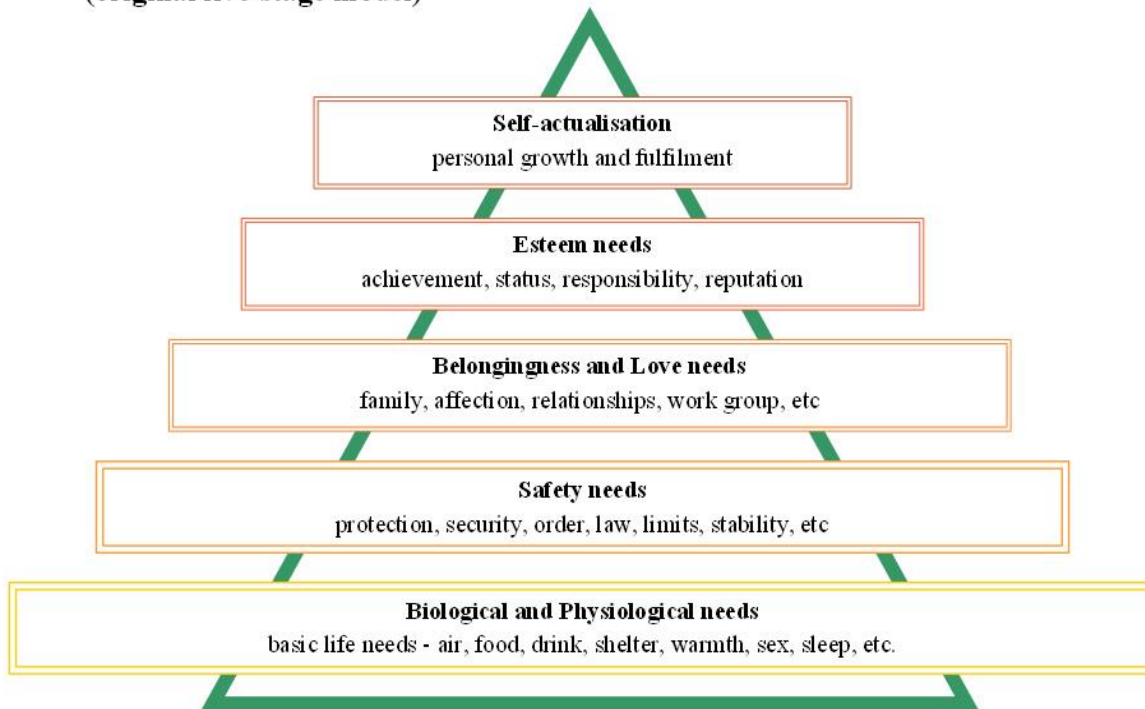 Self-actualisation
personal growth and fulfilment
Esteem needs
achievement, status, responsibility, reputation
Belongingness and Love needs
family, affection, relationships, work group, etc
Safety needs
protection, security, order, law, limits, stability, etc
Biological and Physiological needs
basic life needs - air, food, drink, shelter, warmth, sex, sleep, etc.